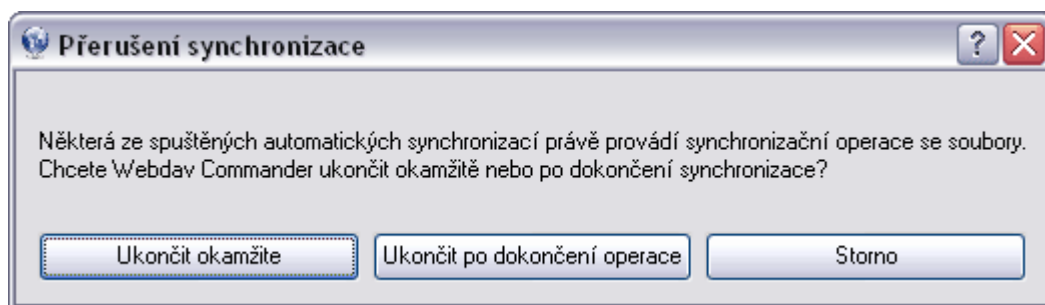 Přerušení synchronizace
Některá ze spuštěných automatických synchronizací právě provádí synchronizační operace se soubory.
Chcete Webdav Commander ukončit okamžitě nebo po dokončení synchronizace?
Ukončit okamžite
Ukončit po dokončení operace
Storno